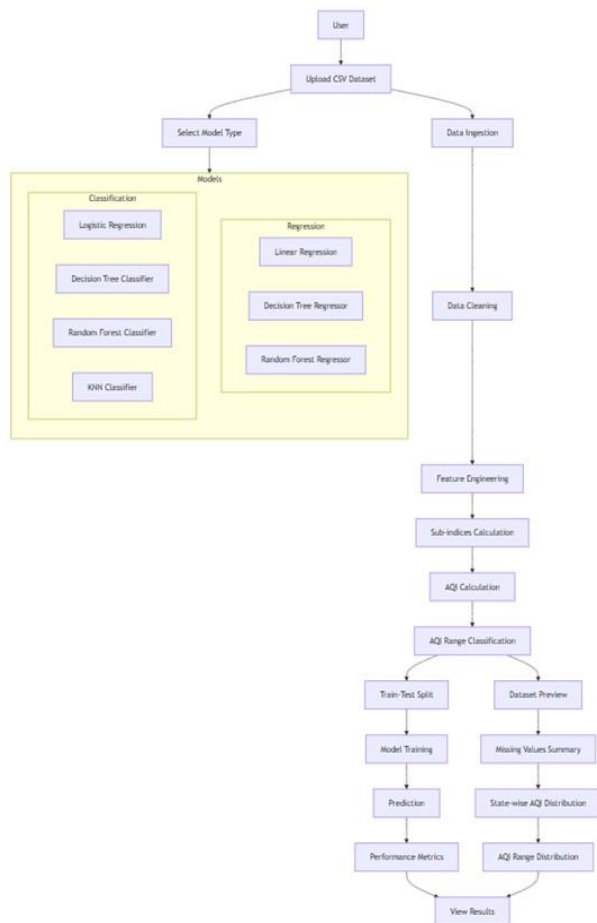 User
Upload CSV Dataset
Select Model Type
Data Ingestion
Models
Classification
Logistic Regression
Decision Tree Classifier
Random Forest Classifier
KNN Classifier
Regression
Linear Regression
Decision Tree Regressor
Random Forest Regressor
Data Cleaning
Feature Engineering
Sub-indices Calculation
AQI Calculation
AQI Range Classification
Train-Test Split
Model Training
Prediction
Performance Metrics
Dataset Preview
Missing Values Summary
State-wise AQI Distribution
AQI Range Distribution
View Results